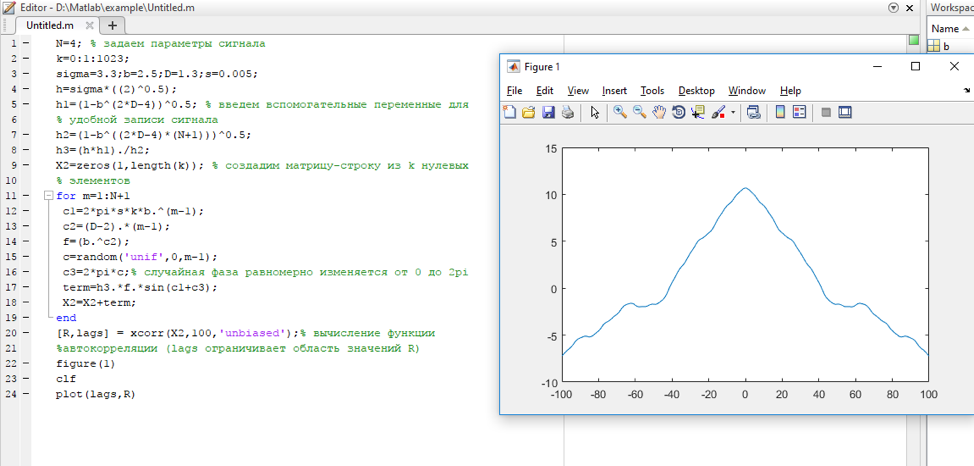 Editor - D:\Matlab\example\Untitled.m
Workspac
Untitled.m
Name
b
1 N=4; % задаем параметры сигнала
2 k=0:1:1023;
3 sigma=3.3;b=2.5;D=1.3;s=0.005;
4 h=sigma*((2)^0.5);
5 h1=(1-b^(2*D-4))^0.5; % введем вспомогательные переменные для
6 % удобной записи сигнала
7 h2=(1-b^((2*D-4)*(N+1)))^0.5;
8 h3=(h*h1)./h2;
9 X2=zeros(1,length(k)); % создадим матрицу-строку из k нулевых
10 % элементов
11 for m=1:N+1
12 c1=2*pi*s*k*b.^(m-1);
13 c2=(D-2).*(m-1);
14 f=(b.^c2);
15 c=random('unif',0,m-1);
16 c3=2*pi*c;% случайная фаза равномерно изменяется от 0 до 2pi
17 term=h3.*f.*sin(c1+c3);
18 X2=X2+term;
19 end
20 [R,lags] = xcorr(X2,100,'unbiased');% вычисление функции
21 %автокорреляции (lags ограничивает область значений R)
22 figure(1)
23 clf
24 plot(lags,R)
Figure 1
File Edit View Insert Tools Desktop Window Help
15
10
5
0
-5
-10
-100 -80 -60 -40 -20 0 20 40 60 80 100